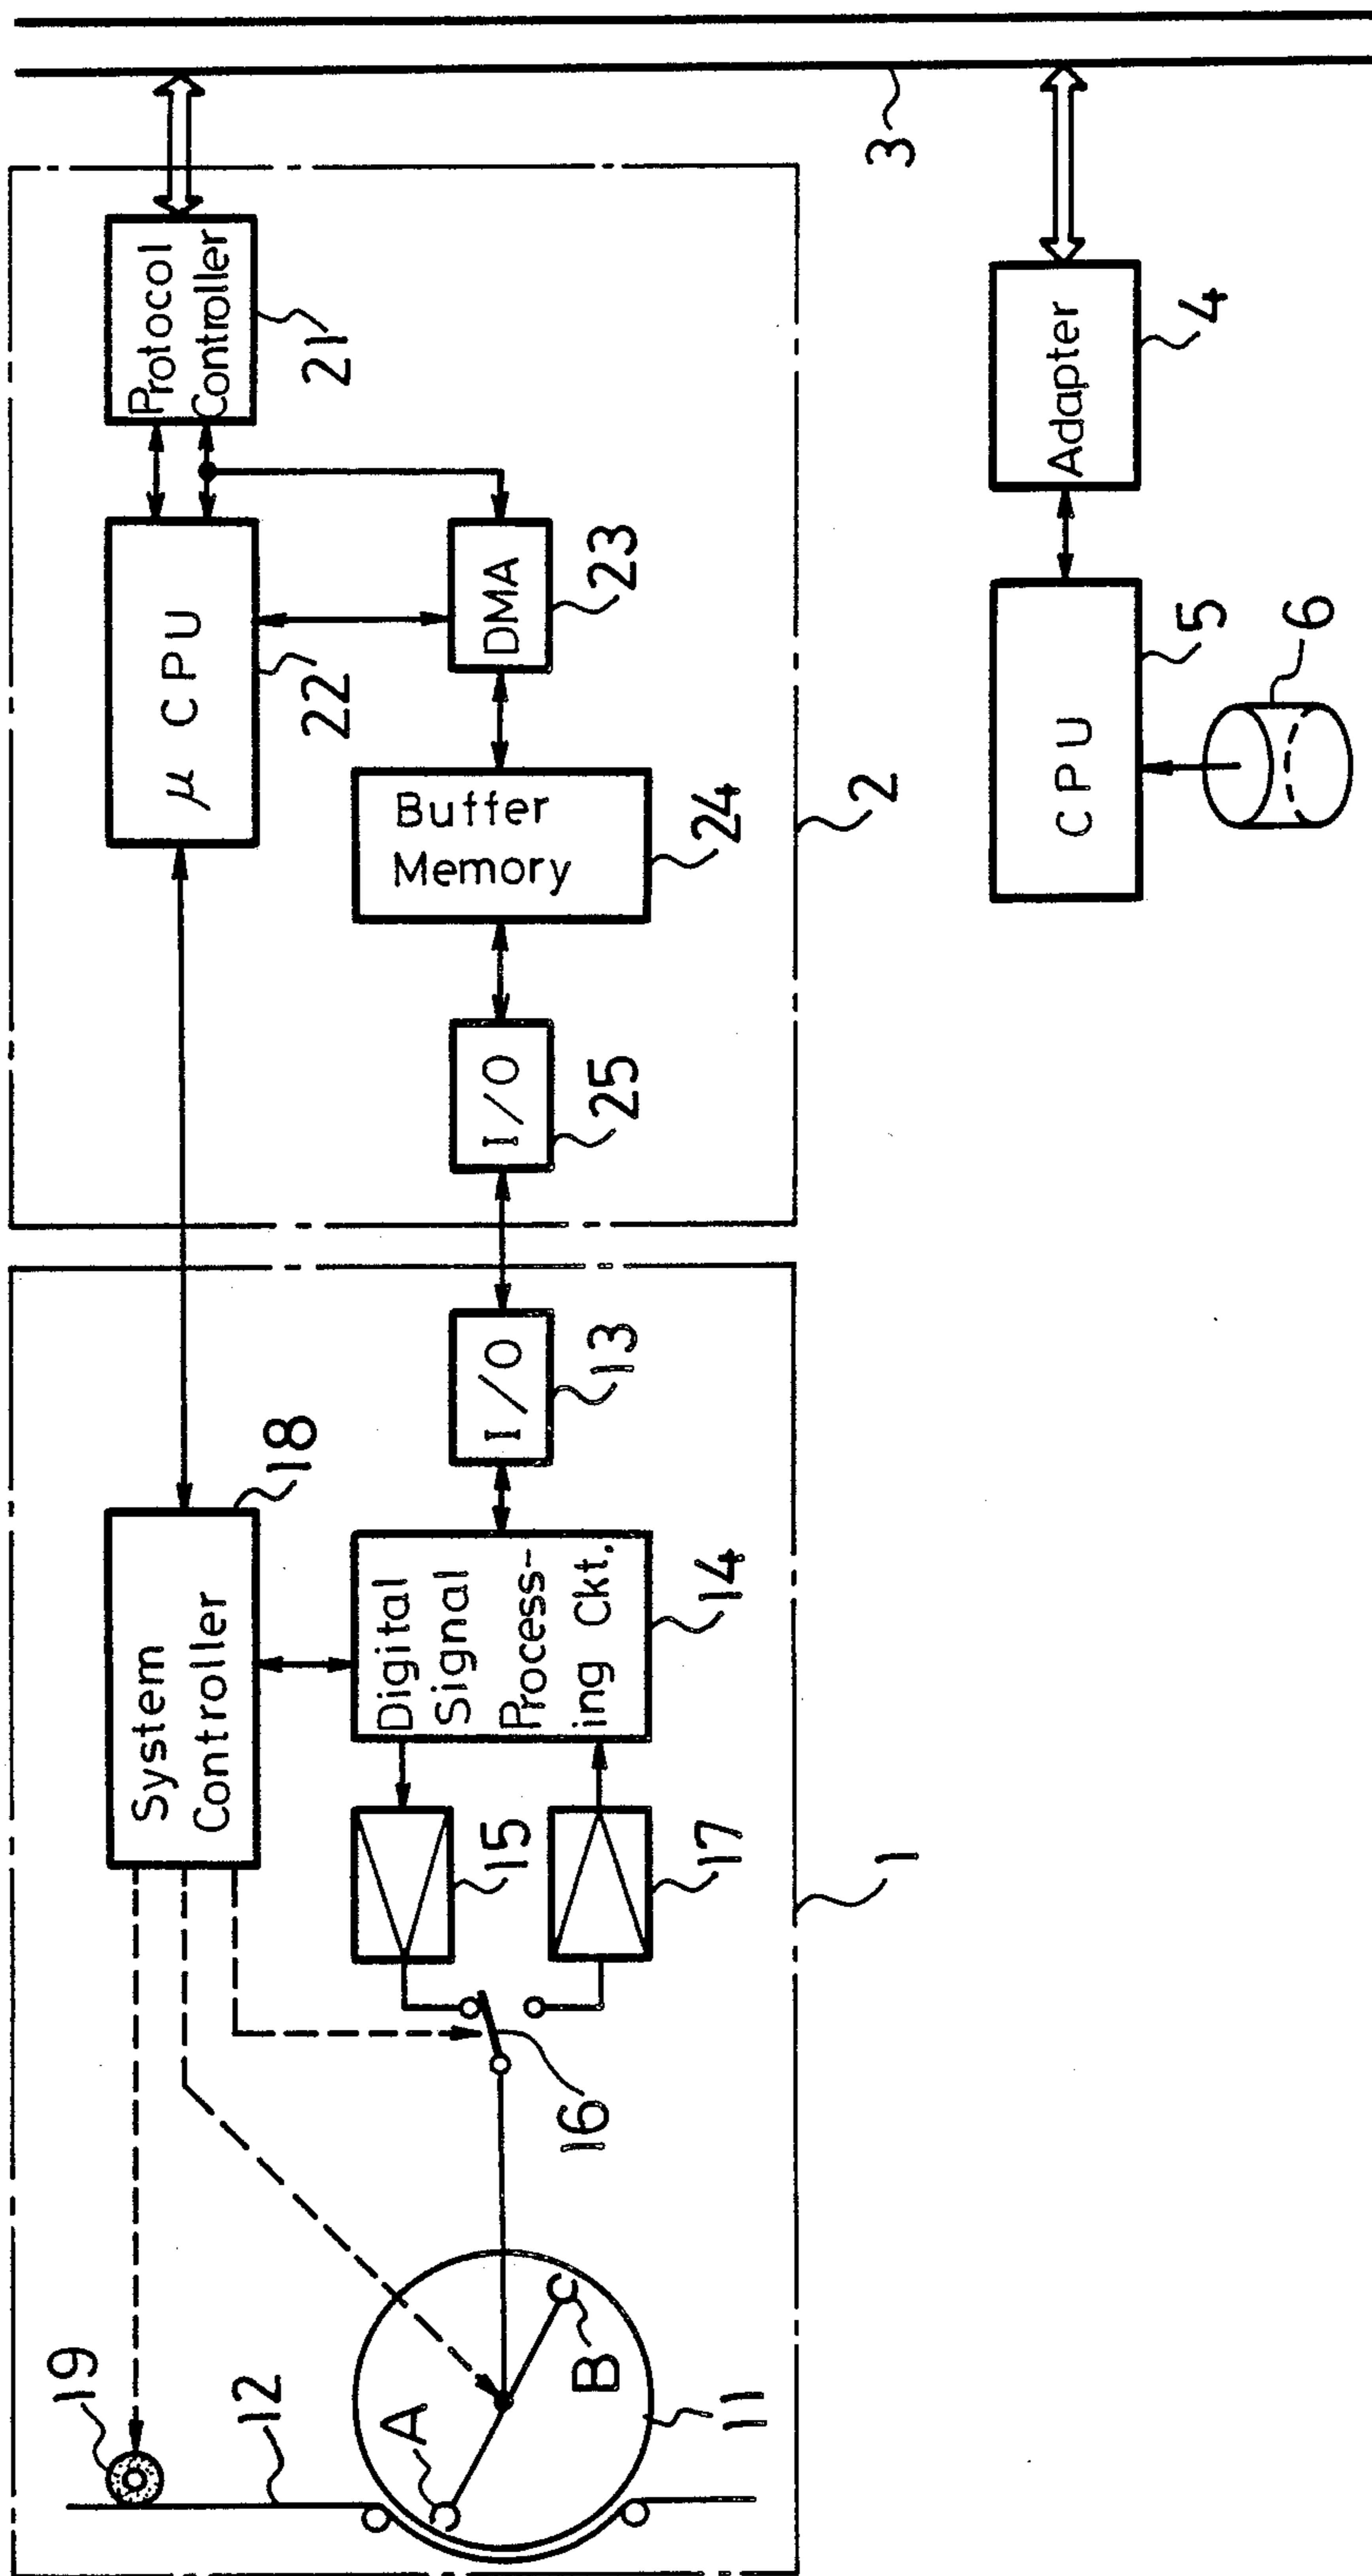 19
12
A
B
11
16
System
Controller
18
Digital
Signal
Process-
ing Ckt.
14
15
17
I/O
13
1
I/O
25
μ CPU
22
Buffer
Memory
24
DMA
23
Protocol
Controller
21
2
3
CPU
5
6
Adapter
4